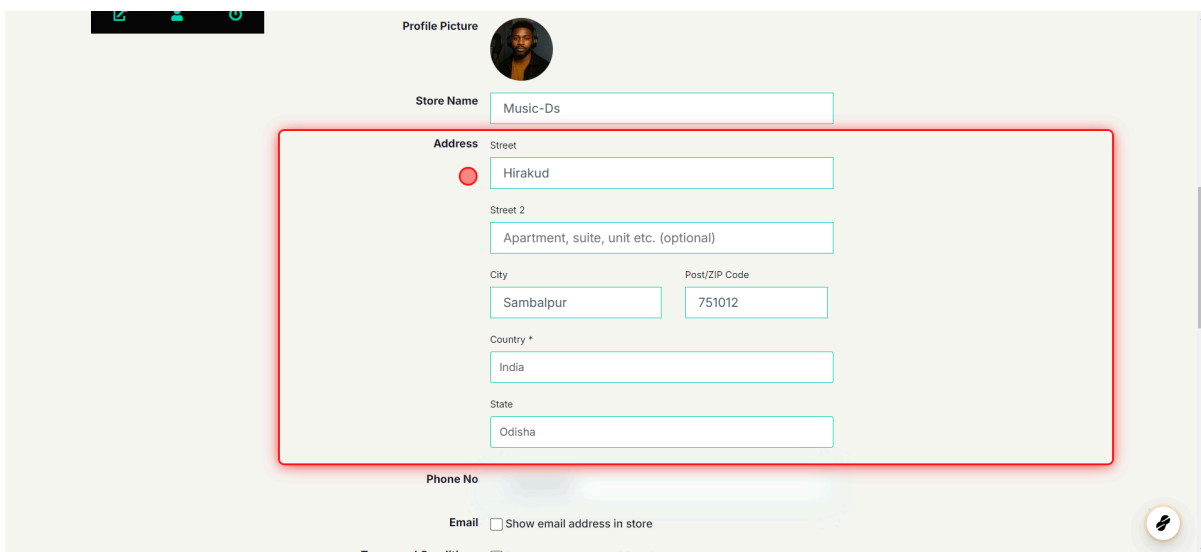 Profile Picture
Store Name
Music-Ds
Address
Street
Hirakud
Street 2
Apartment, suite, unit etc. (optional)
City Post/ZIP Code
Sambalpur 751012
Country *
India
State
Odisha
Phone No
Email Show email address in store